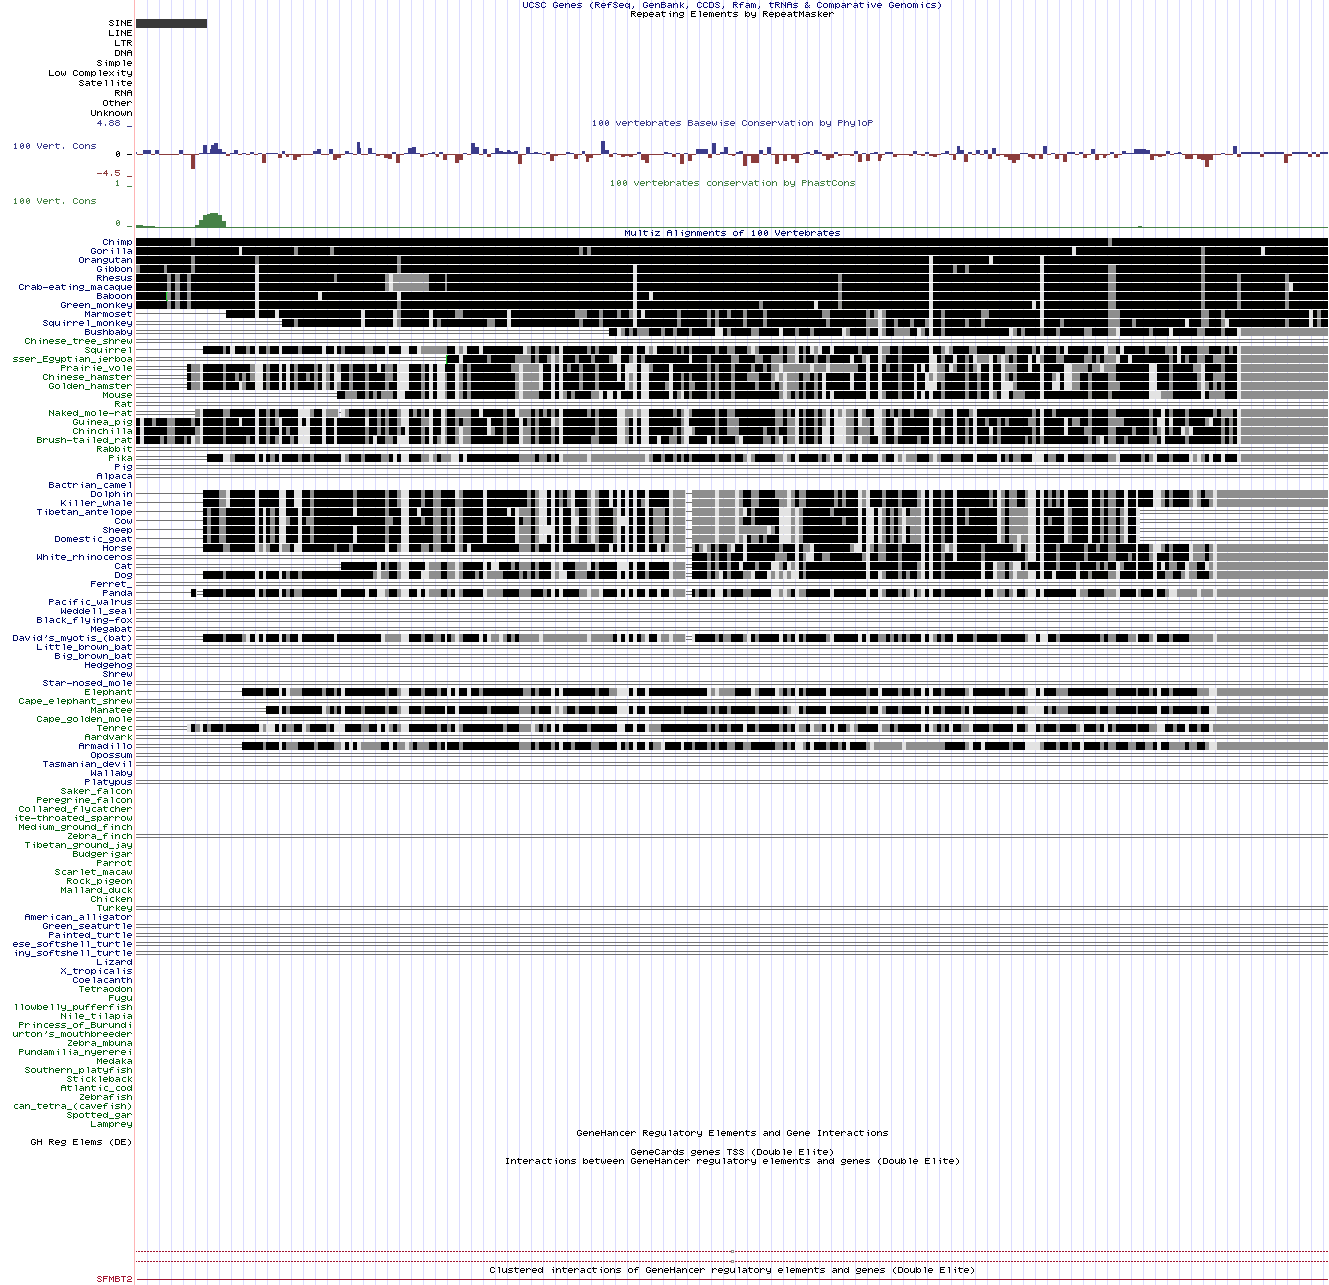 UCSC Genes (RefSeq, GenBank, CCDS, Rfam, tRNAs & Comparative Genomics)
Repeating Elements by RepeatMasker
SINE
LINE
LTR
DNA
Simple
Low Complexity
Satellite
RNA
Other
Unknown
4.88 _
100 vertebrates Basewise Conservation by PhyloP
100 Vert. Cons
0 -
-4.5 _
1 _
100 vertebrates conservation by PhastCons
100 Vert. Cons
0 _
Multiz Alignments of 100 Vertebrates
Chimp
Gorilla
Orangutan
Gibbon
Rhesus
Crab-eating_macaque
Baboon
Green_monkey
Marmoset
Squirrel_monkey
Bushbaby
Chinese_tree_shrew
Squirrel
sser_Egyptian_jerboa
Prairie_vole
Chinese_hamster
Golden_hamster
Mouse
Rat
Naked_mole-rat
Guinea_pig
Chinchilla
Brush-tailed_rat
Rabbit
Pika
Pig
Alpaca
Bactrian_camel
Dolphin
Killer_whale
Tibetan_antelope
Cow
Sheep
Domestic_goat
Horse
White_rhinoceros
Cat
Dog
Ferret_
Panda
Pacific_walrus
Weddell_seal
Black_flying-fox
Megabat
David's_myotis_(bat)
Little_brown_bat
Big_brown_bat
Hedgehog
Shrew
Star-nosed_mole
Elephant
Cape_elephant_shrew
Manatee
Cape_golden_mole
Tenrec
Aardvark
Armadillo
Opossum
Tasmanian_devil
Wallaby
Platypus
Saker_falcon
Peregrine_falcon
Collared_flycatcher
ite-throated_sparrow
Medium_ground_finch
Zebra_finch
Tibetan_ground_jay
Budgerigar
Parrot
Scarlet_macaw
Rock_pigeon
Mallard_duck
Chicken
Turkey
American_alligator
Green_seaturtle
Painted_turtle
ese_softshell_turtle
iny_softshell_turtle
Lizard
X_tropicalis
Coelacanth
Tetraodon
Fugu
llowbelly_pufferfish
Nile_tilapia
Princess_of_Burundi
urton's_mouthbreeder
Zebra_mbuna
Pundamilia_nyererei
Medaka
Southern_platyfish
Stickleback
Atlantic_cod
Zebrafish
can_tetra_(cavefish)
Spotted_gar
Lamprey
GeneHancer Regulatory Elements and Gene Interactions
GH Reg Elems (DE)
GeneCards genes TSS (Double Elite)
Interactions between GeneHancer regulatory elements and genes (Double Elite)
Clustered interactions of GeneHancer regulatory elements and genes (Double Elite)
SFMBT2